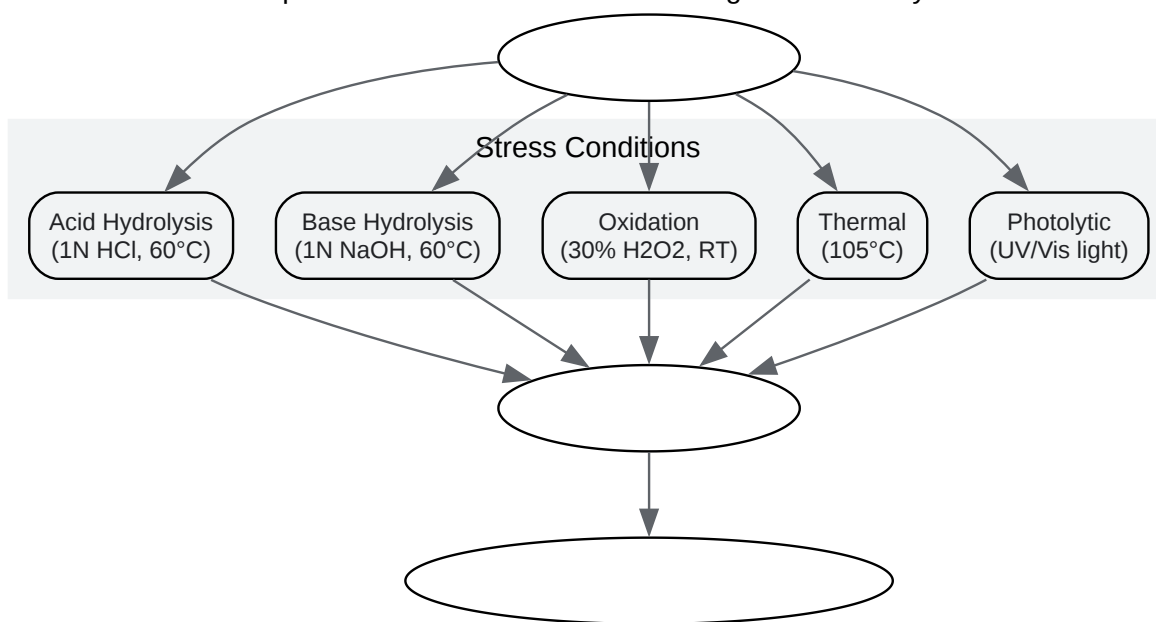 Stress Conditions
Acid Hydrolysis
(1N HCl, 60°C)
Base Hydrolysis
(1N NaOH, 60°C)
Oxidation
(30% H2O2, RT)
Thermal
(105°C)
Photolytic
(UV/Vis light)